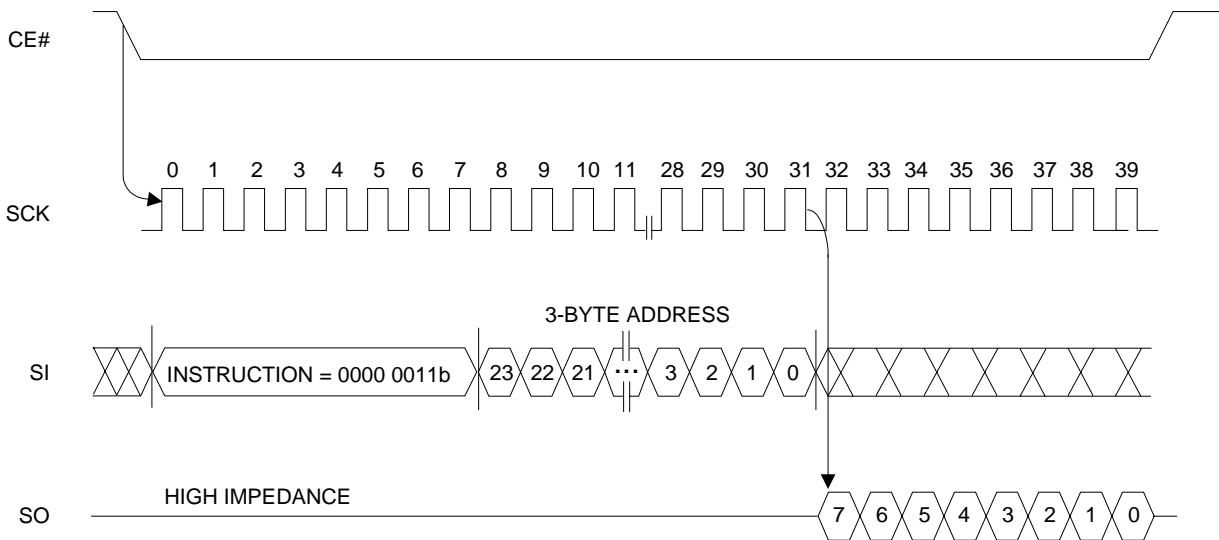 CE#
0 1 2 3 4 5 6 7 8 9 10 11 28 29 30 31 32 33 34 35 36 37 38 39
SCK
3-BYTE ADDRESS
SI INSTRUCTION = 0000 0011b 23 22 21 ... 3 2 1 0
HIGH IMPEDANCE
SO 7 6 5 4 3 2 1 0